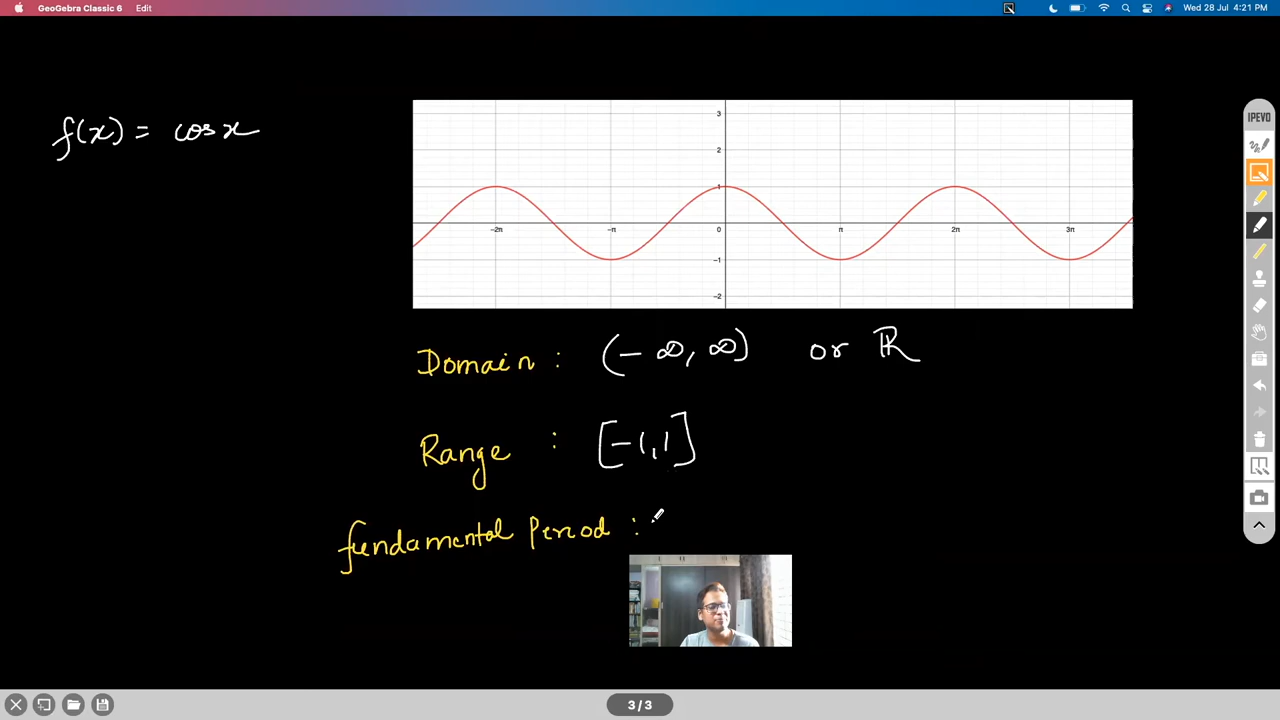 GeoGebra Classic 6 Edit Wed 28 Jul 4:21 PM
f(x) = cos x
3
2
1
-2π -π 0 π 2π 3π
-1
-2
IPEVO
Domain : (-∞, ∞) or ℝ
Range : [-1, 1]
fundamental Period :
3 / 3